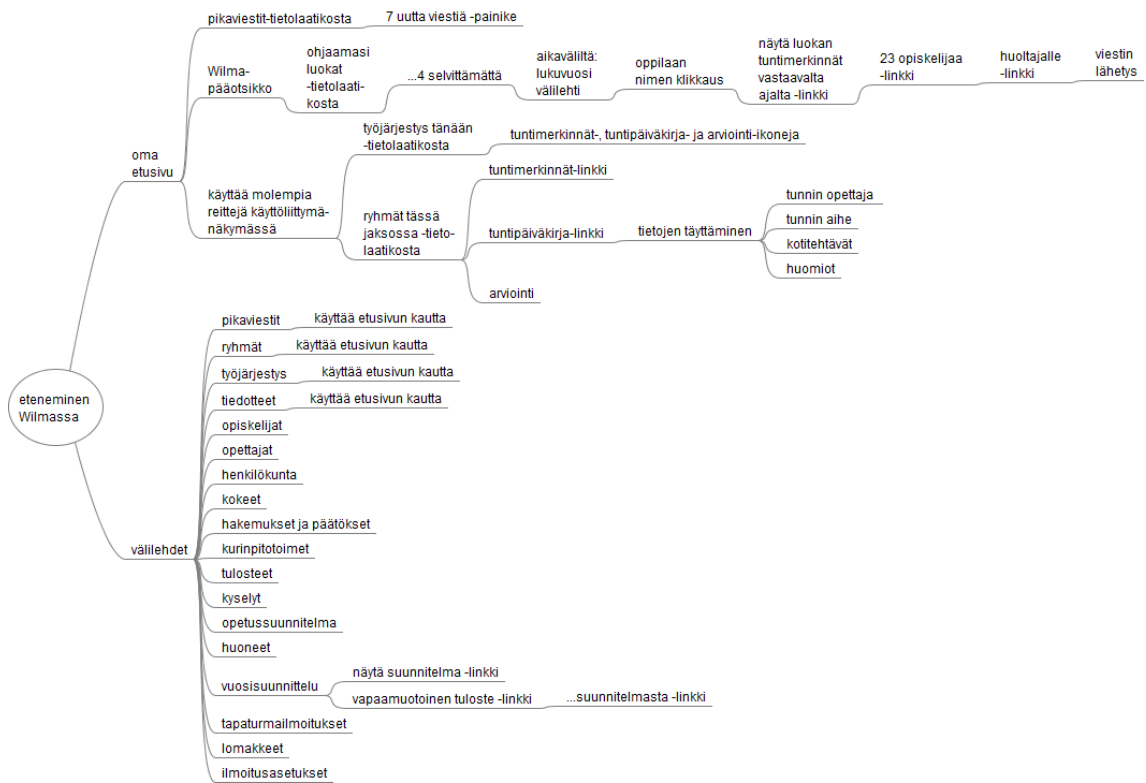 pikaviestit-tietolaatikosta
7 uutta viestiä -painike
Wilma-
pääotsikko
ohjaamasi
luokat
-tietolaati-
kosta
...4 selvittämättä
aikaväliltä:
lukuvuosi
välilehti
oppilaan
nimen klikkaus
näytä luokan
tuntimerkinnät
vastaavalta
ajalta -linkki
23 opiskelijaa
-linkki
huoltajalle
-linkki
viestin
lähetys
oma
etusivu
käyttää molempia
reittejä käyttöliittymä-
näkymässä
työjärjestys tänään
-tietolaatikosta
tuntimerkinnät-, tuntipäiväkirja- ja arviointi-ikoneja
ryhmät tässä
jaksossa -tieto-
laatikosta
tuntimerkinnät-linkki
tuntipäiväkirja-linkki
tietojen täyttäminen
tunnin opettaja
tunnin aihe
kotitehtävät
huomiot
arviointi
eteneminen
Wilmassa
välilehdet
pikaviestit
käyttää etusivun kautta
ryhmät
käyttää etusivun kautta
työjärjestys
käyttää etusivun kautta
tiedotteet
käyttää etusivun kautta
opiskelijat
opettajat
henkilökunta
kokeet
hakemukset ja päätökset
kurinpitotoimet
tulosteet
kyselyt
opetussuunnitelma
huoneet
vuosisuunnittelu
näytä suunnitelma -linkki
vapaamuotoinen tuloste -linkki
...suunnitelmasta -linkki
tapaturmailmoitukset
lomakkeet
ilmoitusasetukset